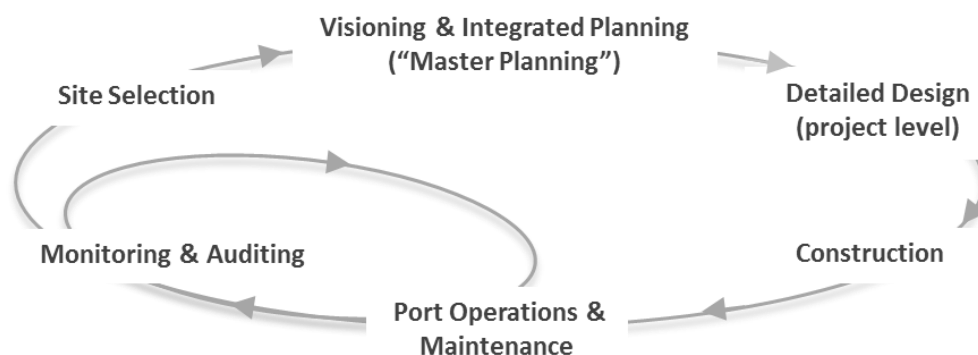 Visioning & Integrated Planning
(“Master Planning”)
Site Selection
Detailed Design
(project level)
Monitoring & Auditing
Construction
Port Operations &
Maintenance